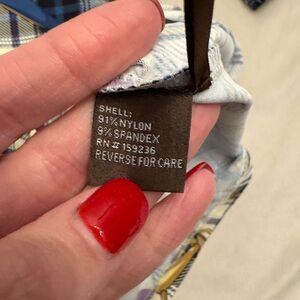 SHELL:
91% NYLON
9% SPANDEX
RN # 159236
REVERSE FOR CARE